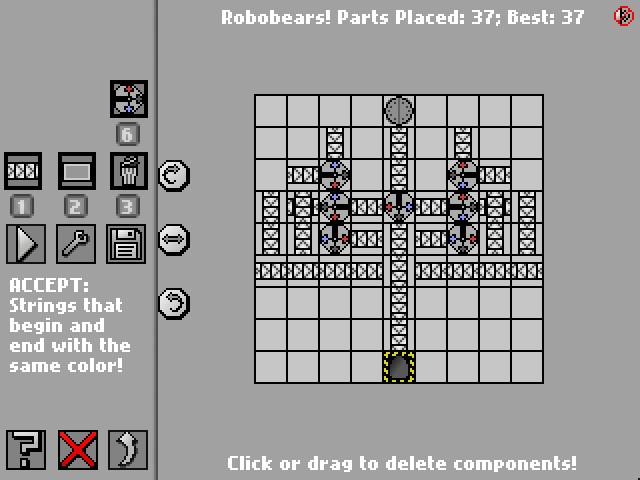 Robobears! Parts Placed: 37; Best: 37
6
1 2 3
ACCEPT:
Strings that
begin and
end with the
same color!
Click or drag to delete components!